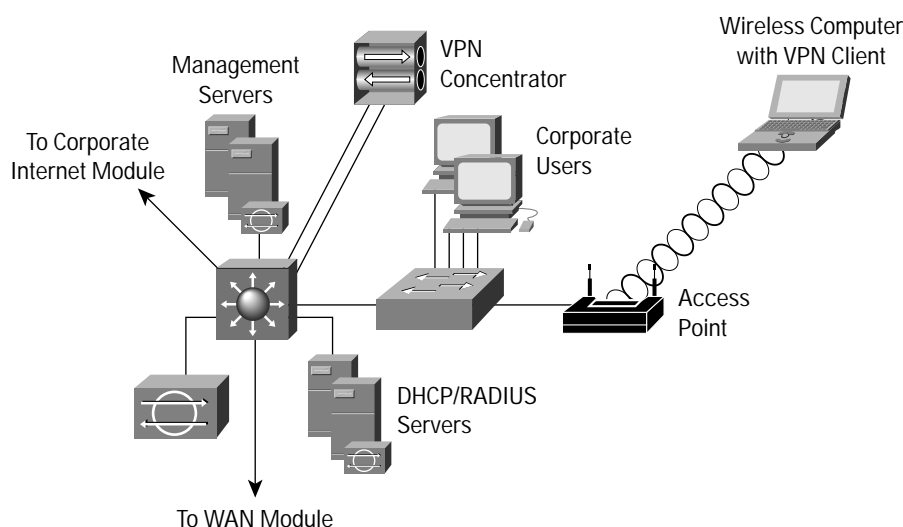 Wireless Computer
with VPN Client
VPN
Concentrator
Management
Servers
Corporate
Users
To Corporate
Internet Module
Access
Point
DHCP/RADIUS
Servers
To WAN Module